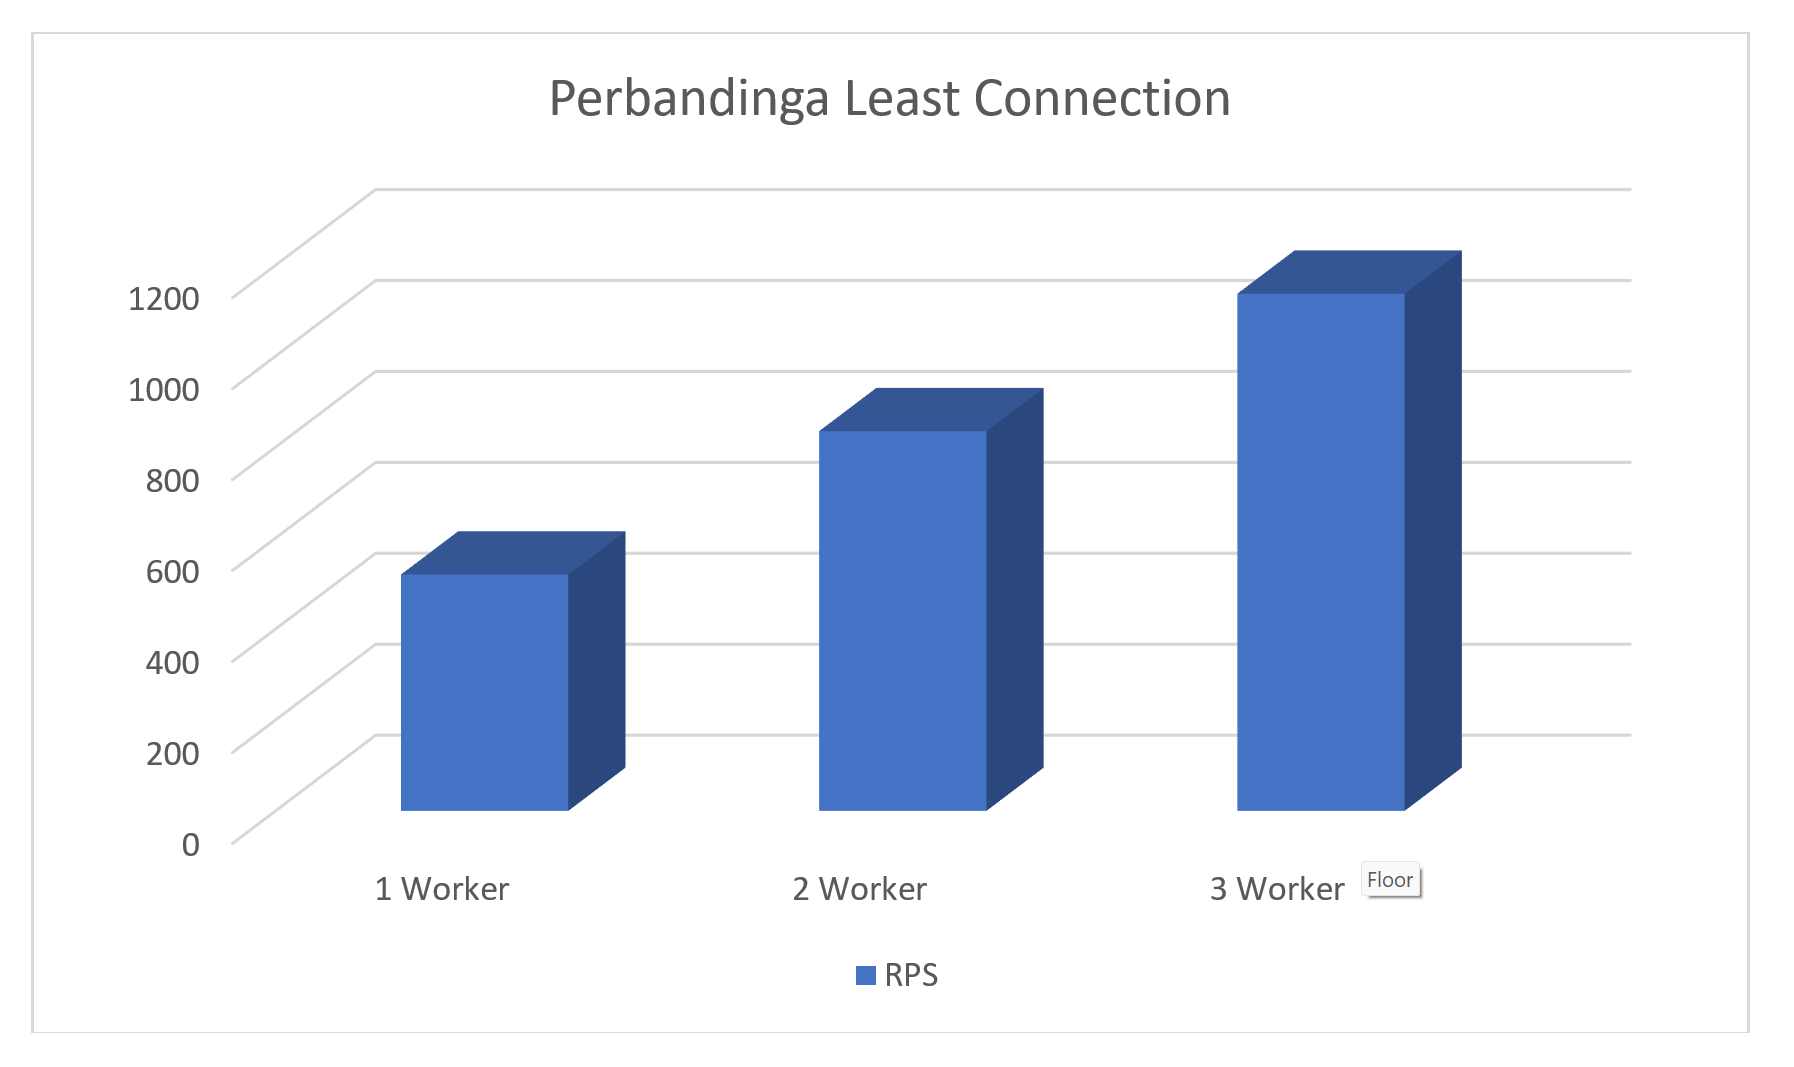 Perbandinga Least Connection
1200
1000
800
600
400
200
0
1 Worker
2 Worker
3 Worker
Floor
RPS